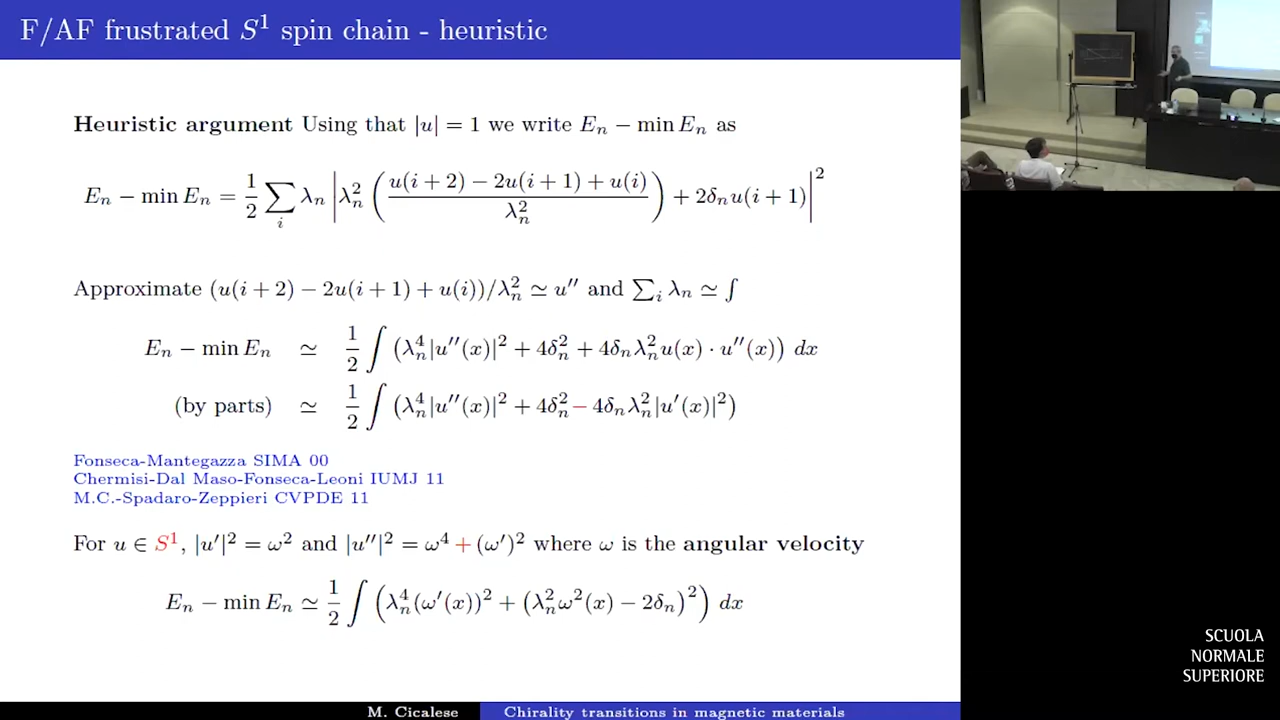 F/AF frustrated S¹ spin chain - heuristic
Heuristic argument Using that |u| = 1 we write Eₙ − min Eₙ as
Eₙ − min Eₙ = 1/2 ∑ᵢ λₙ |λₙ² ((u(i + 2) − 2u(i + 1) + u(i))/λₙ²) + 2δₙu(i + 1)|²
Approximate (u(i + 2) − 2u(i + 1) + u(i))/λₙ² ≃ u″ and ∑ᵢ λₙ ≃ ∫
Eₙ − min Eₙ ≃ 1/2 ∫ (λₙ⁴|u″(x)|² + 4δₙ² + 4δₙλₙ²u(x) · u″(x)) dx
(by parts) ≃ 1/2 ∫ (λₙ⁴|u″(x)|² + 4δₙ² − 4δₙλₙ²|u′(x)|²)
Fonseca-Mantegazza SIMA 00
Chermisi-Dal Maso-Fonseca-Leoni IUMJ 11
M.C.-Spadaro-Zeppieri CVPDE 11
For u ∈ S¹, |u′|² = ω² and |u″|² = ω⁴ + (ω′)² where ω is the angular velocity
Eₙ − min Eₙ ≃ 1/2 ∫ (λₙ⁴(ω′(x))² + (λₙ²ω²(x) − 2δₙ)²) dx
M. Cicalese Chirality transitions in magnetic materials
SCUOLA
NORMALE
SUPERIORE